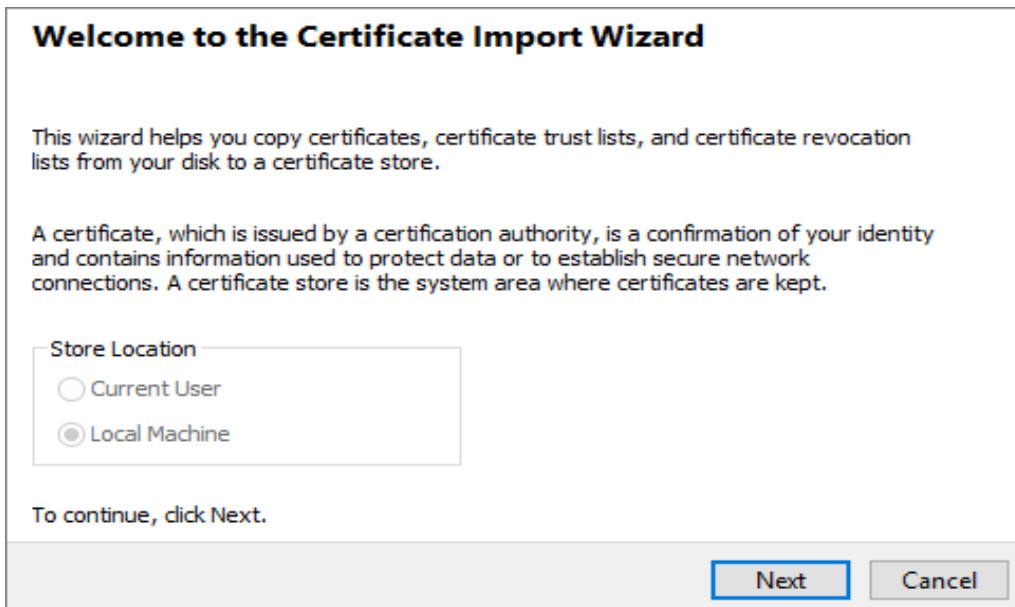 Welcome to the Certificate Import Wizard
This wizard helps you copy certificates, certificate trust lists, and certificate revocation
lists from your disk to a certificate store.
A certificate, which is issued by a certification authority, is a confirmation of your identity
and contains information used to protect data or to establish secure network
connections. A certificate store is the system area where certificates are kept.
Store Location
Current User
Local Machine
To continue, click Next.
Next
Cancel